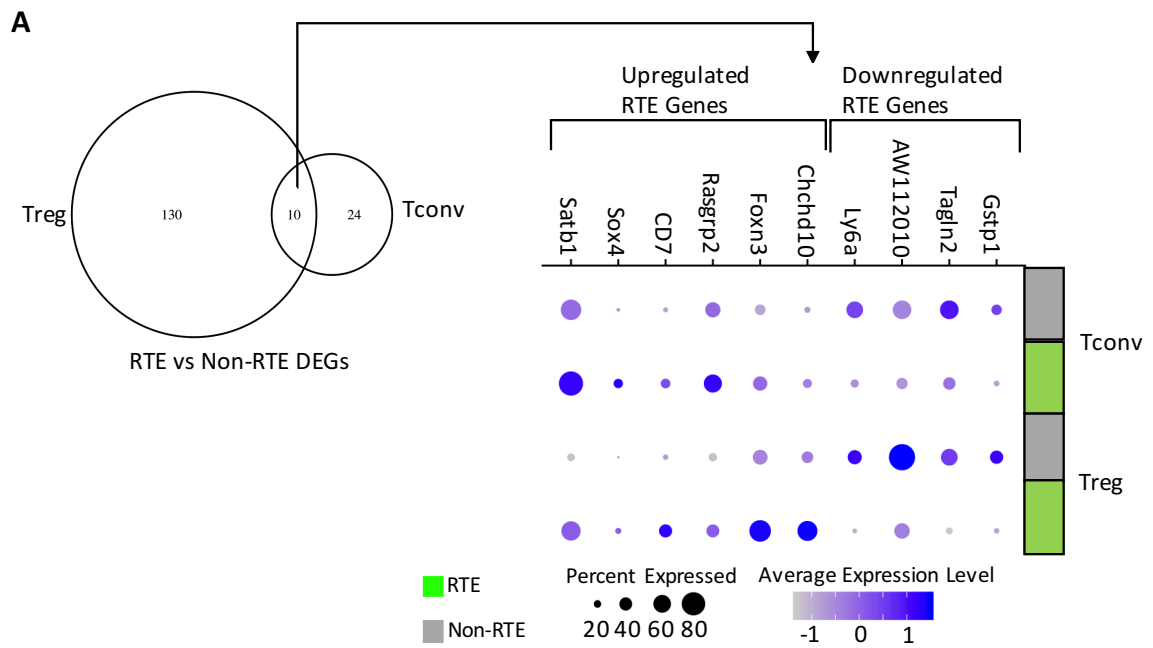 A
Upregulated
RTE Genes
Downregulated
RTE Genes
Treg
130
10
24
Tconv
RTE vs Non-RTE DEGs
Satb1
Sox4
CD7
Rasgrp2
Foxn3
Chchd10
Ly6a
AW112010
Tagln2
Gstp1
Tconv
Treg
RTE
Non-RTE
Percent Expressed
20 40 60 80
Average Expression Level
-1 0 1